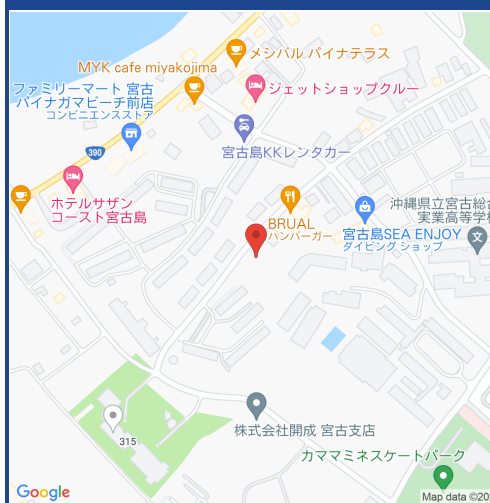 メシバル パイナテラス
MYK cafe miyakojima
ファミリーマート 宮古
パイナガマビーチ前店
コンビニエンスストア
ジェットショップクルー
390
宮古島KKレンタカー
ホテルサザン
コースト宮古島
BRUAL
ハンバーガー
沖縄県立宮古総合
実業高等学校
宮古島SEA ENJOY
ダイビング ショップ
315
株式会社開成 宮古支店
カママミネスケートパーク
Google
Map data ©20